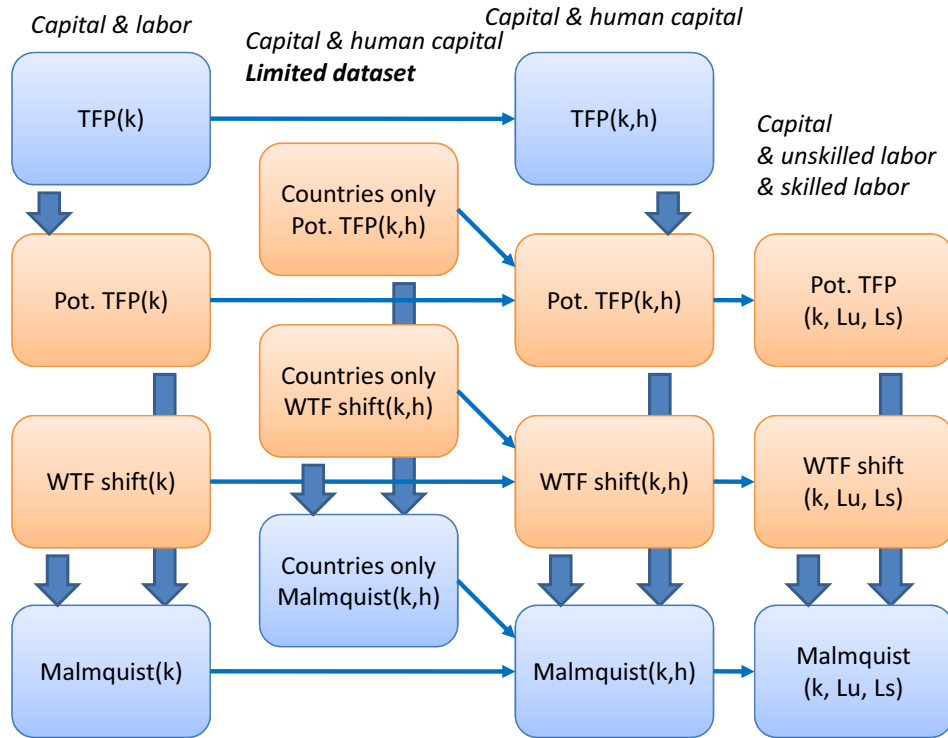 Capital & labor
Capital & human capital
Limited dataset
Capital & human capital
TFP(k)
TFP(k,h)
Capital
& unskilled labor
& skilled labor
Countries only
Pot. TFP(k,h)
Pot. TFP(k)
Pot. TFP(k,h)
Pot. TFP
(k, Lu, Ls)
Countries only
WTF shift(k,h)
WTF shift(k)
WTF shift(k,h)
WTF shift
(k, Lu, Ls)
Countries only
Malmquist(k,h)
Malmquist(k)
Malmquist(k,h)
Malmquist
(k, Lu, Ls)